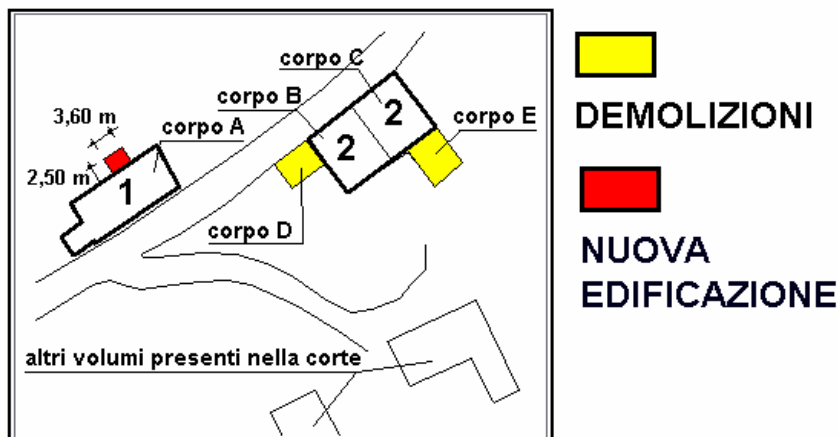 corpo C
corpo B
3,60 m
corpo A
2
corpo E
DEMOLIZIONI
2
2,50 m
1
corpo D
NUOVA
EDIFICAZIONE
altri volumi presenti nella corte